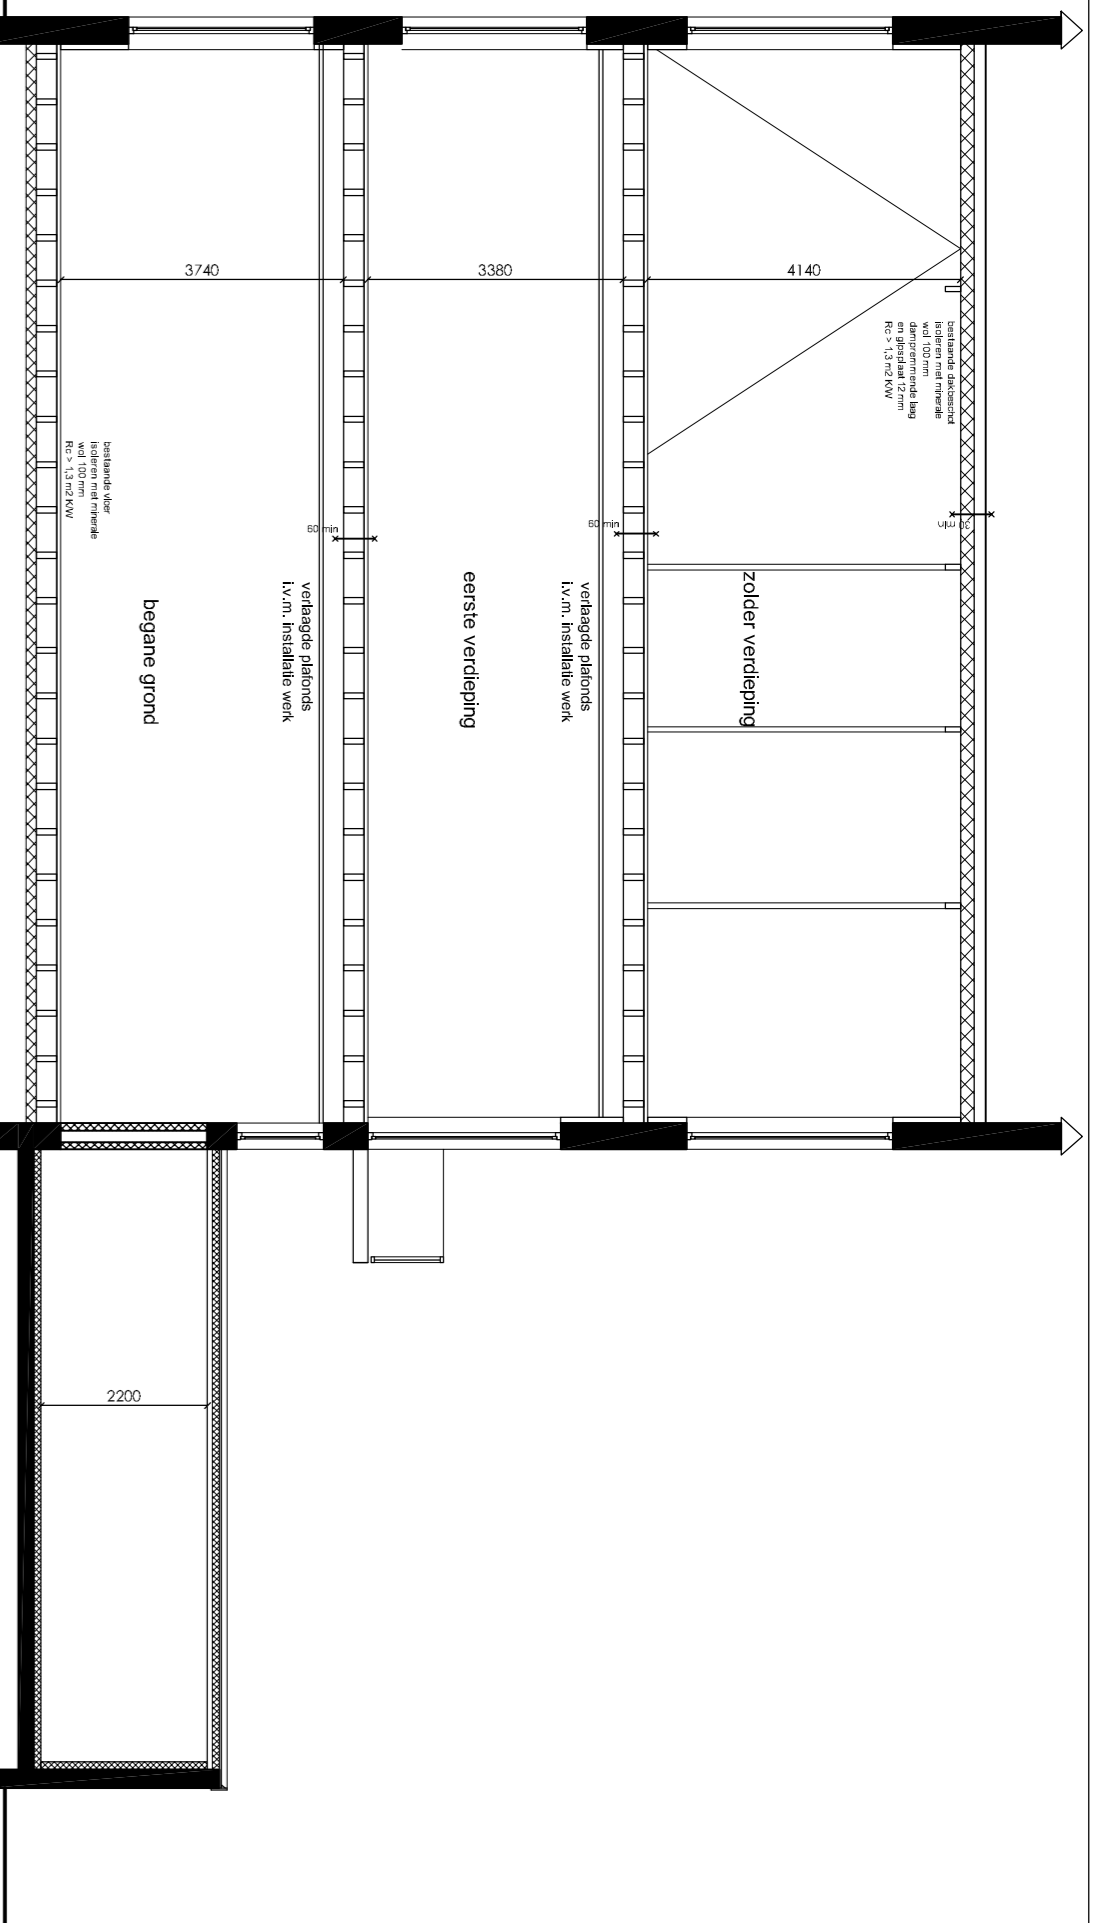 3740
3380
4140
bestaande dakbeschot
isoleren met minerale
wol 100 mm
dampremmende laag
en gipsplaat 12 mm
Rc > 1,3 m2 K/W
bestaande vloer
isoleren met minerale
wol 100 mm
Rc > 1,3 m2 K/W
60 min
60 min
30 min
begane grond
verlaagde plafonds
i.v.m. installatie werk
eerste verdieping
verlaagde plafonds
i.v.m. installatie werk
zolder verdieping
2200